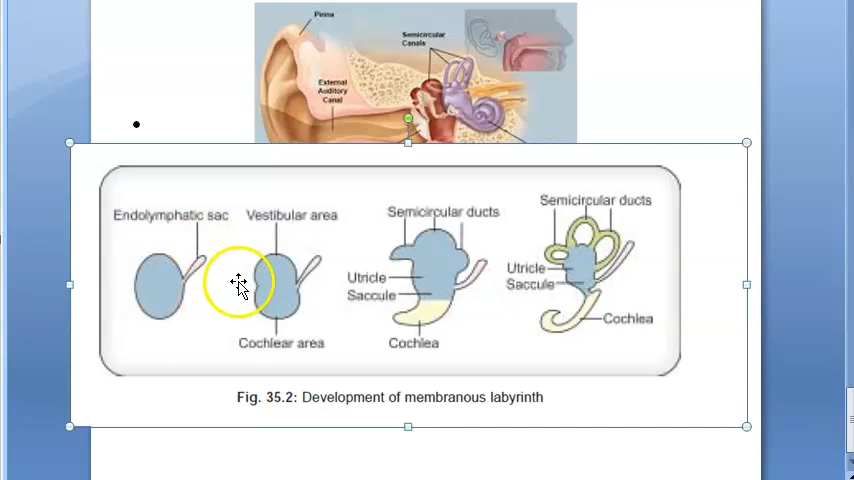 Pinna
Semicircular
Canals
External
Auditory
Canal
Endolymphatic sac
Vestibular area
Cochlear area
Semicircular ducts
Utricle
Saccule
Cochlea
Semicircular ducts
Utricle
Saccule
Cochlea
Fig. 35.2: Development of membranous labyrinth